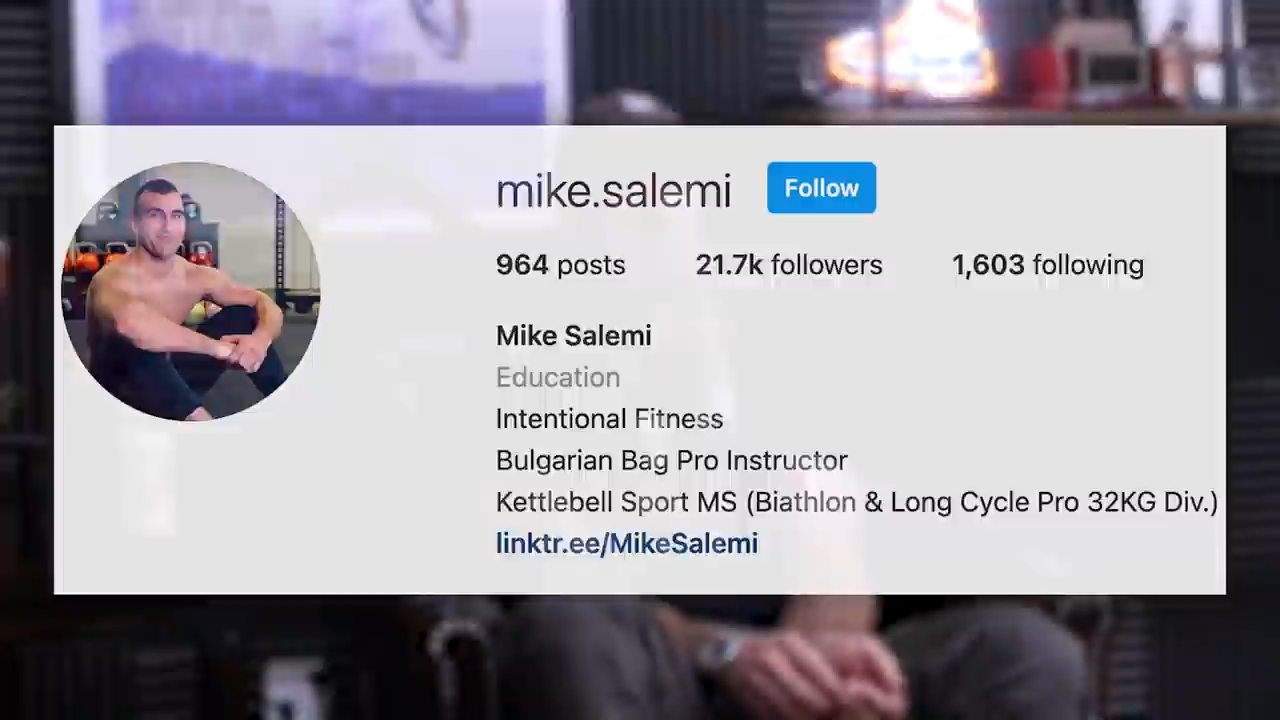 mike.salemi Follow
964 posts 21.7k followers 1,603 following
Mike Salemi
Education
Intentional Fitness
Bulgarian Bag Pro Instructor
Kettlebell Sport MS (Biathlon & Long Cycle Pro 32KG Div.)
linktr.ee/MikeSalemi